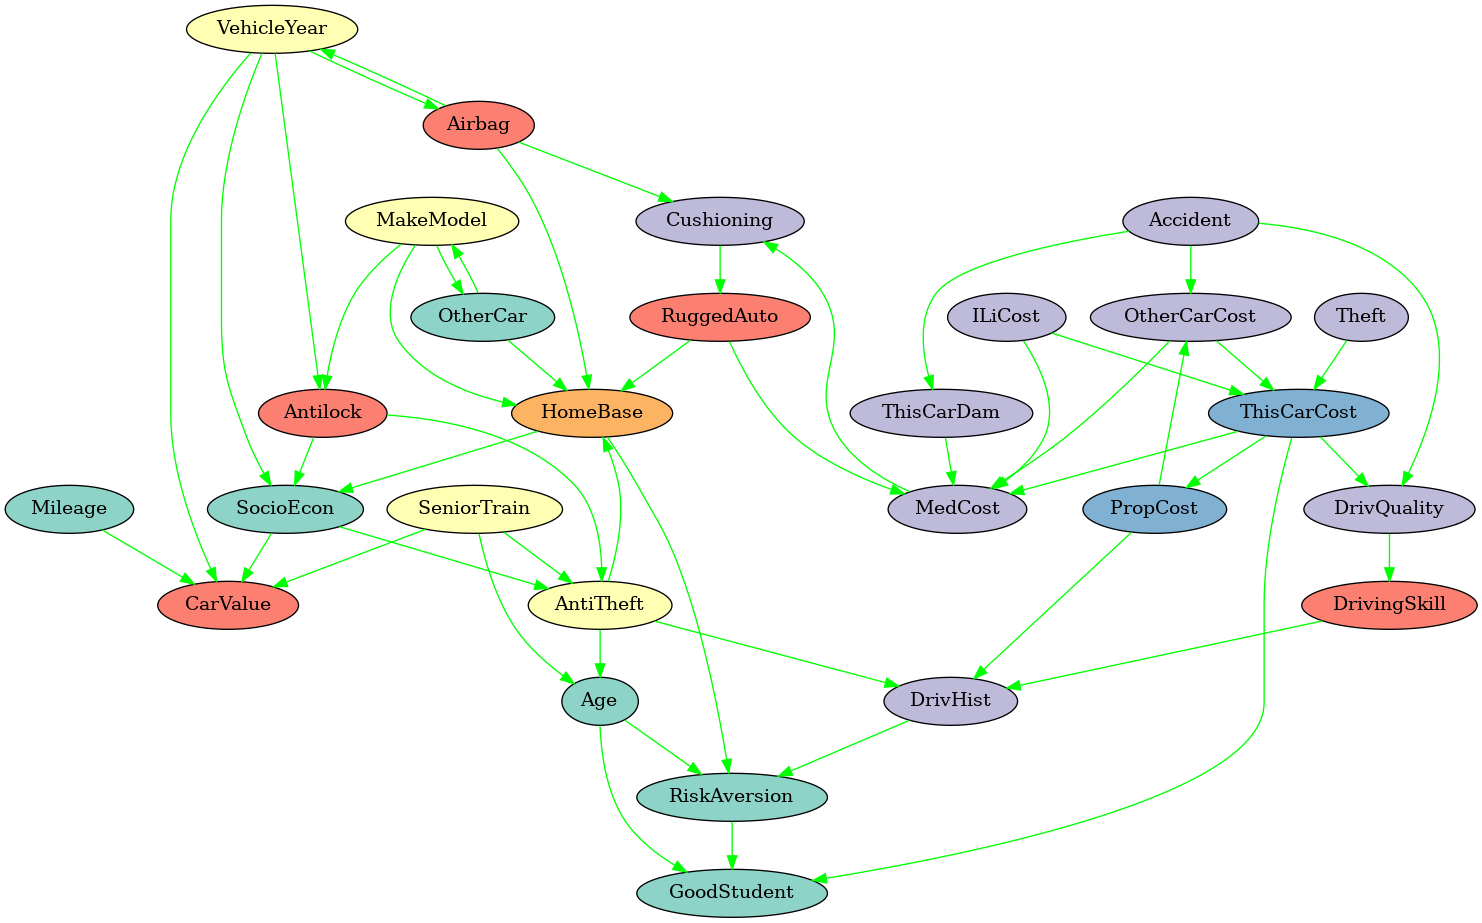 VehicleYear
Airbag
MakeModel
Cushioning
Accident
OtherCar
RuggedAuto
ILiCost
OtherCarCost
Theft
Antilock
HomeBase
ThisCarDam
ThisCarCost
Mileage
SocioEcon
SeniorTrain
MedCost
PropCost
DrivQuality
CarValue
AntiTheft
DrivingSkill
Age
DrivHist
RiskAversion
GoodStudent